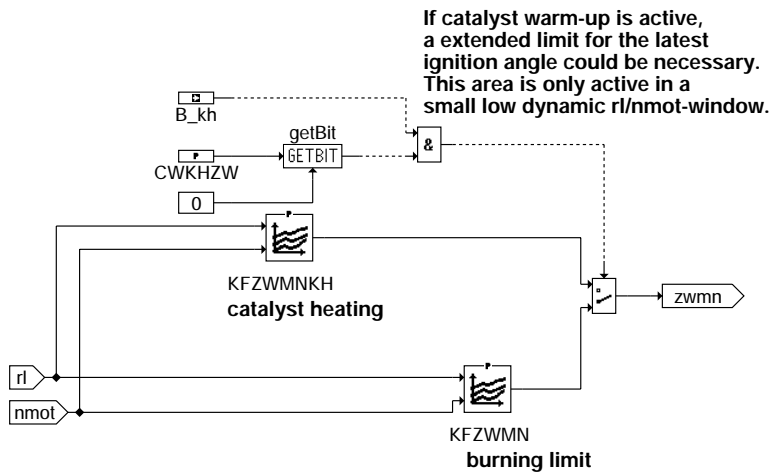 If catalyst warm-up is active,
a extended limit for the latest
ignition angle could be necessary.
This area is only active in a
small low dynamic rl/nmot-window.
B_kh
getBit
&
P
GETBIT
CWKHZW
0
P
KFZWMNKH
catalyst heating
zwmn
rl
P
nmot
KFZWMN
burning limit